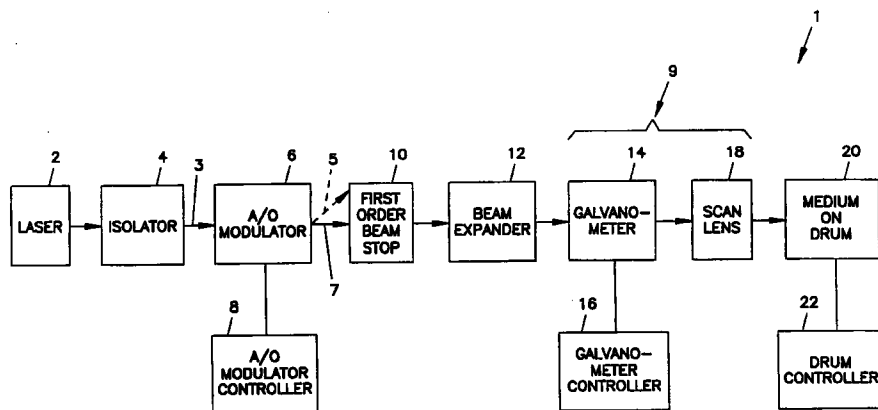 1
9
2
4
3
6
5
10
12
14
18
20
LASER
ISOLATOR
A/O
MODULATOR
FIRST
ORDER
BEAM
STOP
BEAM
EXPANDER
GALVANO-
METER
SCAN
LENS
MEDIUM
ON
DRUM
7
8
16
22
A/O
MODULATOR
CONTROLLER
GALVANO-
METER
CONTROLLER
DRUM
CONTROLLER